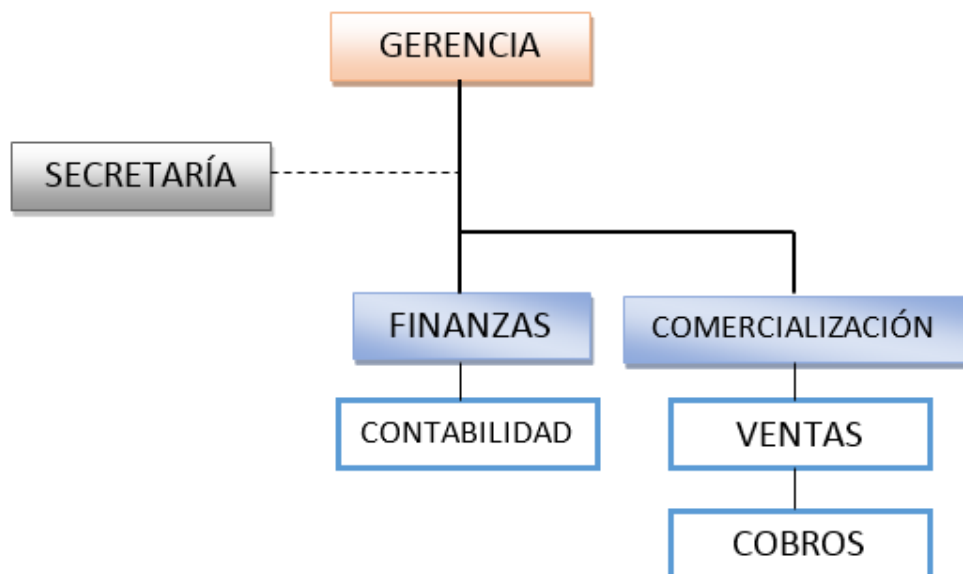 GERENCIA
SECRETARÍA
FINANZAS
COMERCIALIZACIÓN
CONTABILIDAD
VENTAS
COBROS